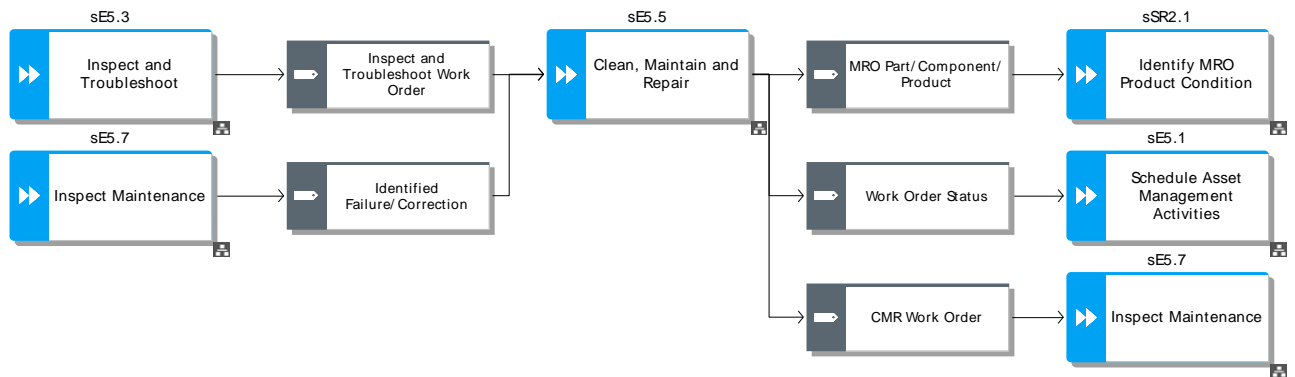 sE5.3
Inspect and
Troubleshoot
Inspect and
Troubleshoot Work
Order
sE5.5
Clean, Maintain and
Repair
MRO Part/ Component/
Product
sSR2.1
Identify MRO
Product Condition
sE5.7
Inspect Maintenance
Identified
Failure/ Correction
Work Order Status
sE5.1
Schedule Asset
Management
Activities
CMR Work Order
sE5.7
Inspect Maintenance